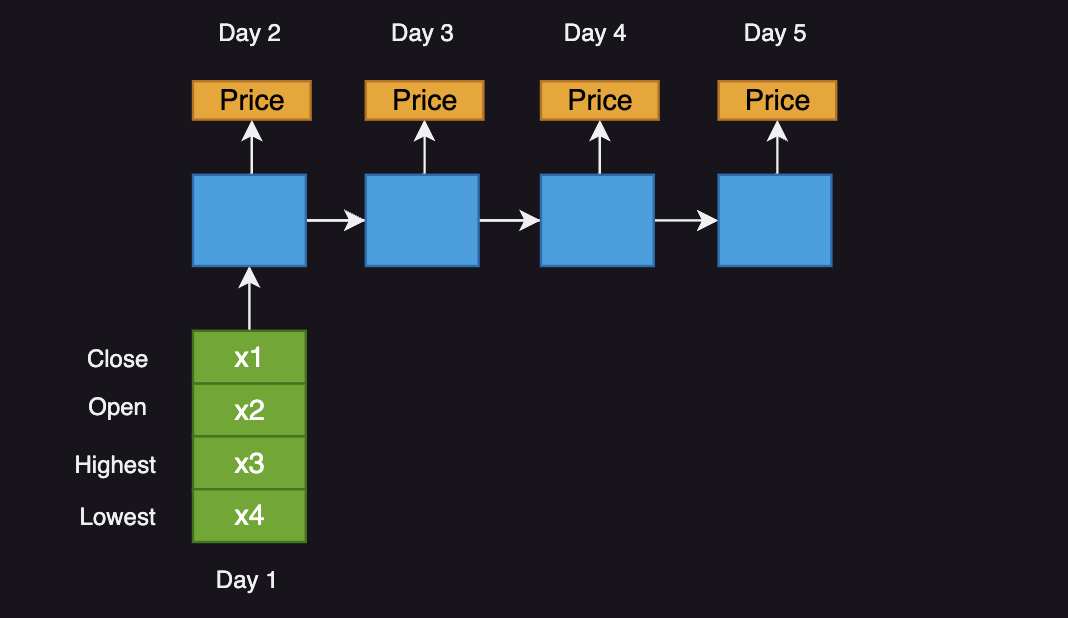 Day 2 Day 3 Day 4 Day 5
Price Price Price Price
Close x1
Open x2
Highest x3
Lowest x4
Day 1